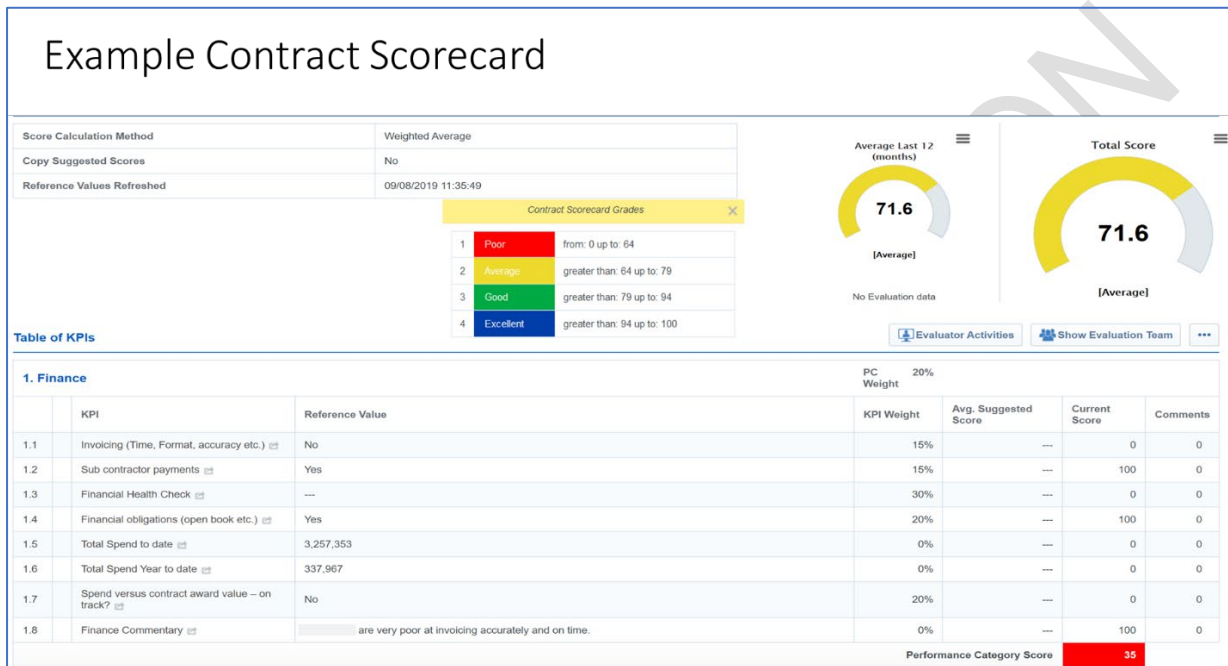 Example Contract Scorecard
Score Calculation Method Weighted Average
Copy Suggested Scores No
Reference Values Refreshed 09/08/2019 11:35:49
Contract Scorecard Grades
1 Poor from: 0 up to: 64
2 Average greater than: 64 up to: 79
3 Good greater than: 79 up to: 94
4 Excellent greater than: 94 up to: 100
Average Last 12
(months)
71.6
[Average]
No Evaluation data
Total Score
71.6
[Average]
Table of KPIs
Evaluator Activities Show Evaluation Team
1. Finance PC Weight 20%
KPI Reference Value KPI Weight Avg. Suggested Score Current Score Comments
1.1 Invoicing (Time, Format, accuracy etc.) No 15% --- 0 0
1.2 Sub contractor payments Yes 15% --- 100 0
1.3 Financial Health Check --- 30% --- 0 0
1.4 Financial obligations (open book etc.) Yes 20% --- 100 0
1.5 Total Spend to date 3,257,353 0% --- 0 0
1.6 Total Spend Year to date 337,967 0% --- 0 0
1.7 Spend versus contract award value – on track? No 20% --- 0 0
1.8 Finance Commentary are very poor at invoicing accurately and on time. 0% --- 100 0
Performance Category Score 35